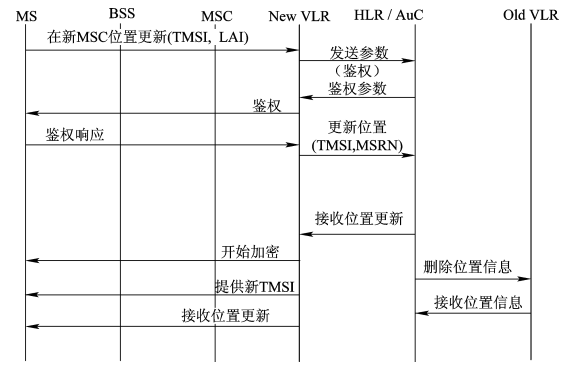 MS BSS MSC New VLR HLR / AuC Old VLR
在新MSC位置更新(TMSI, LAI)
发送参数
（鉴权）
鉴权参数
鉴权
鉴权响应
更新位置
(TMSI,MSRN)
接收位置更新
开始加密
删除位置信息
提供新TMSI
接收位置信息
接收位置更新